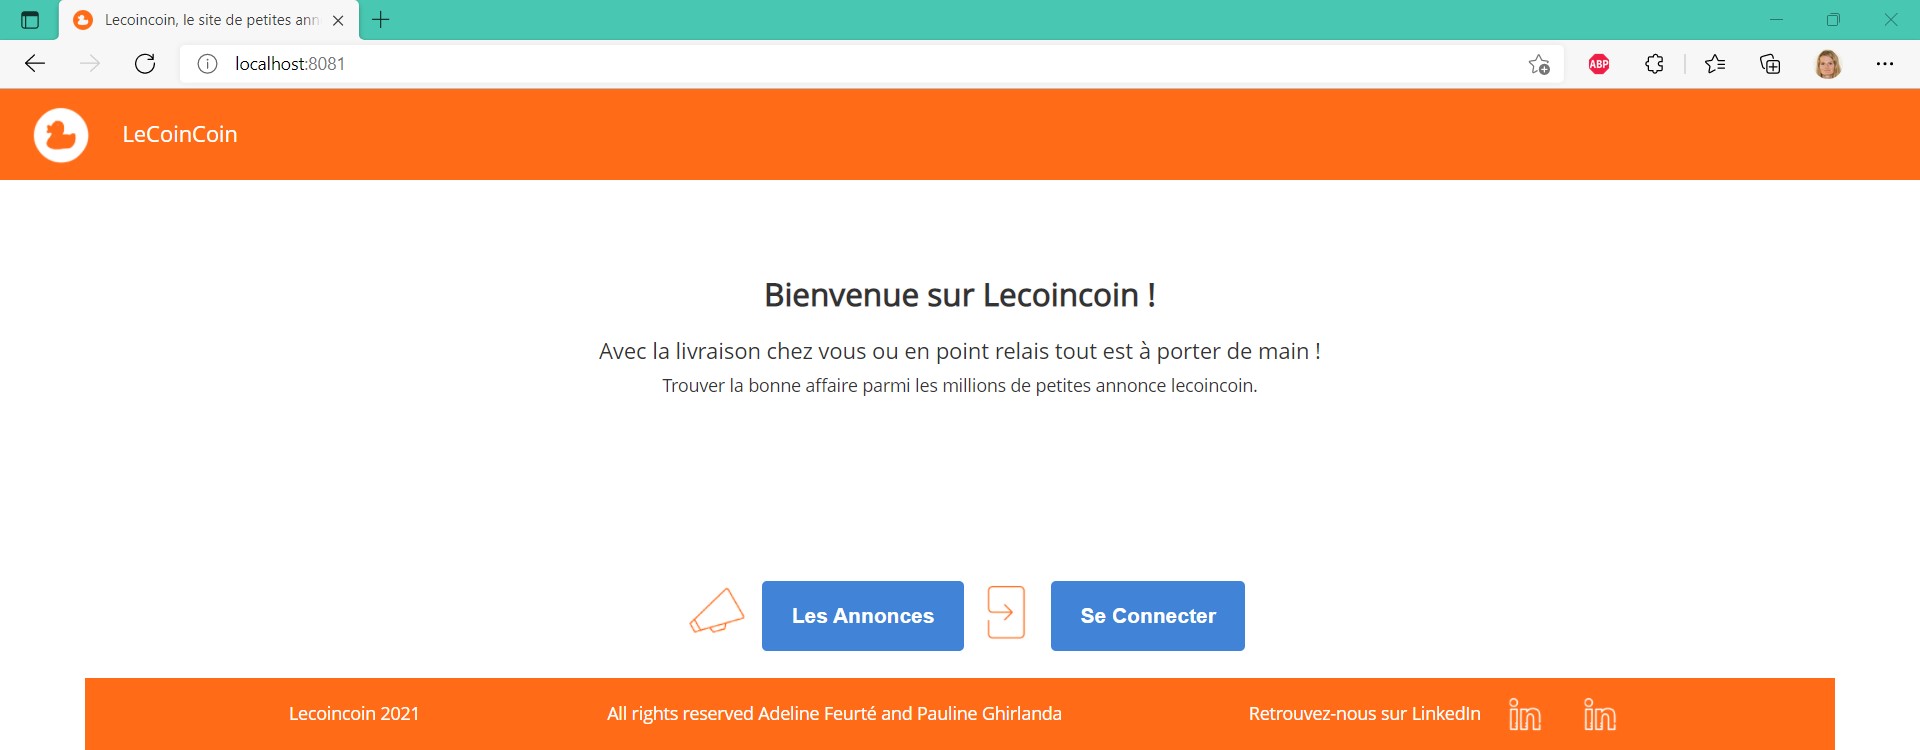 Lecoincoin, le site de petites ann
localhost:8081
ABP
LeCoinCoin
Bienvenue sur Lecoincoin !
Avec la livraison chez vous ou en point relais tout est à porter de main !
Trouver la bonne affaire parmi les millions de petites annonce lecoincoin.
Les Annonces
Se Connecter
Lecoincoin 2021
All rights reserved Adeline Feurté and Pauline Ghirlanda
Retrouvez-nous sur LinkedIn
in
in